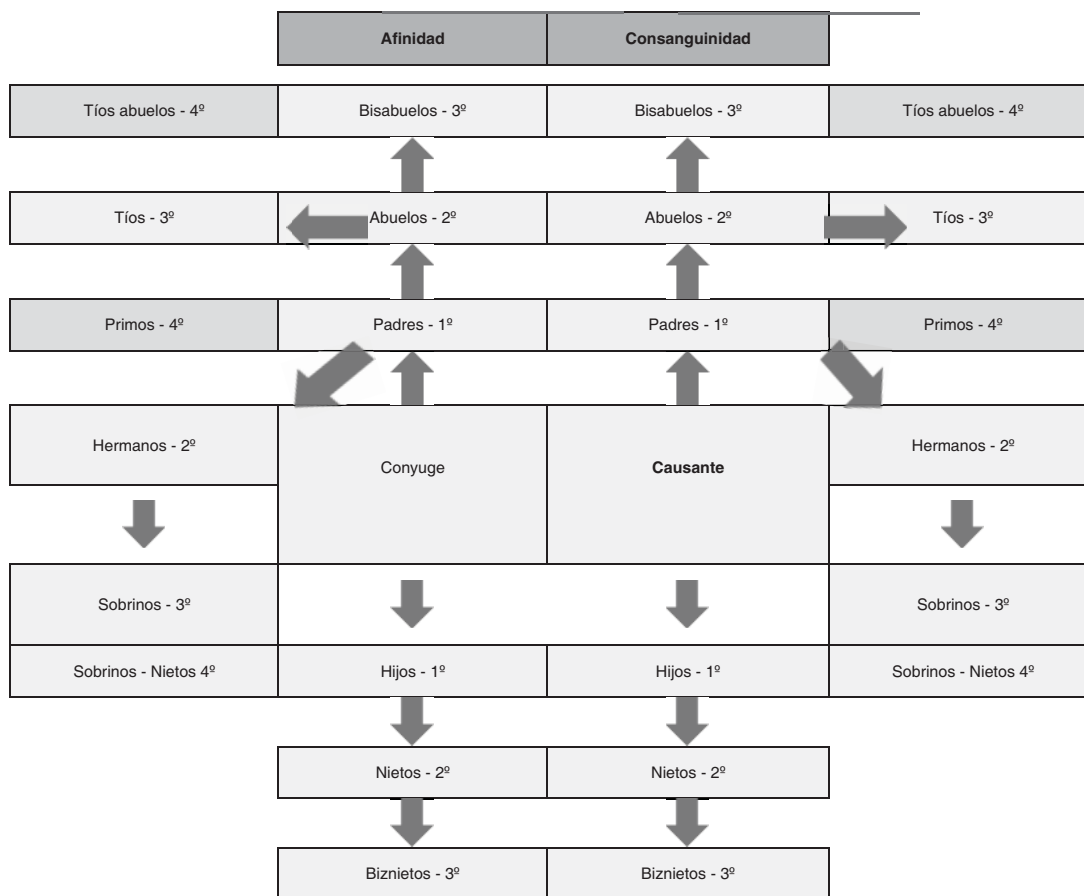 Afinidad Consanguinidad
Tíos abuelos - 4º Bisabuelos - 3º Bisabuelos - 3º Tíos abuelos - 4º
Tíos - 3º Abuelos - 2º Abuelos - 2º Tíos - 3º
Primos - 4º Padres - 1º Padres - 1º Primos - 4º
Hermanos - 2º Conyuge Causante Hermanos - 2º
Sobrinos - 3º Sobrinos - 3º
Sobrinos - Nietos 4º Hijos - 1º Hijos - 1º Sobrinos - Nietos 4º
Nietos - 2º Nietos - 2º
Biznietos - 3º Biznietos - 3º